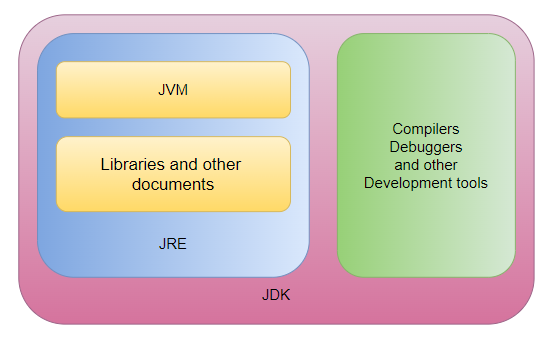 JVM
Libraries and other
documents
JRE
Compilers
Debuggers
and other
Development tools
JDK